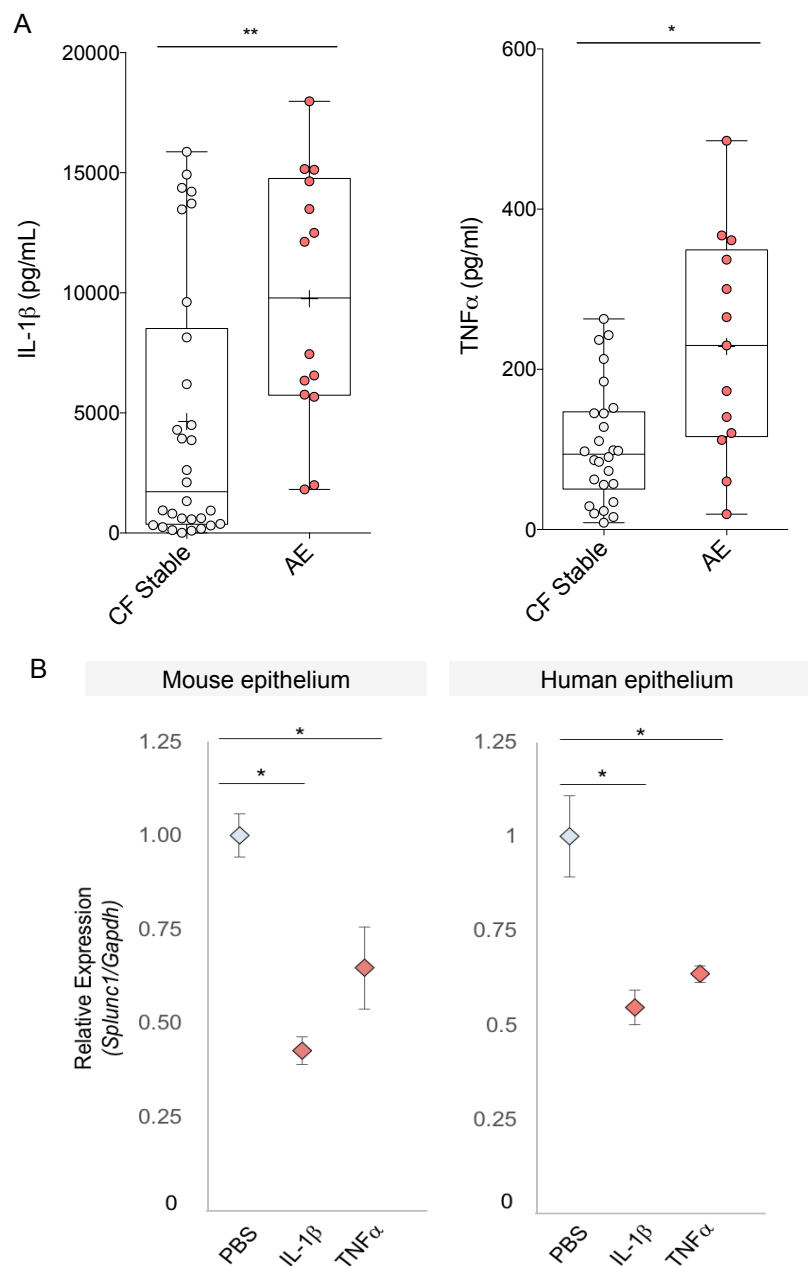 A
**
20000
15000
10000
5000
0
IL-1β (pg/mL)
CF Stable
AE
*
600
400
200
0
TNFα (pg/ml)
CF Stable
AE
B
Mouse epithelium
Human epithelium
Relative Expression
(Splunc1/Gapdh)
1.25
1.00
0.75
0.50
0.25
0
*
*
PBS
IL-1β
TNFα
1.25
1
0.75
0.5
0.25
0
*
*
PBS
IL-1β
TNFα